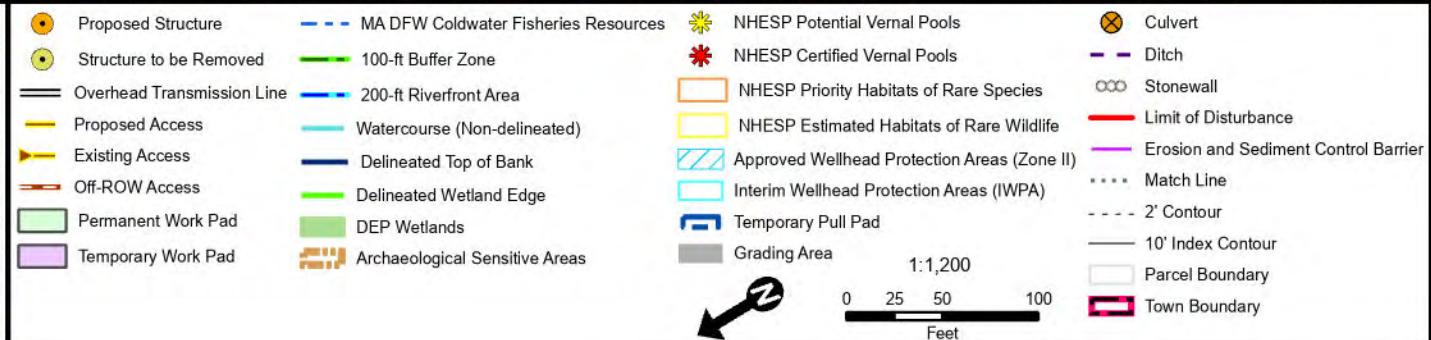 Proposed Structure
Structure to be Removed
Overhead Transmission Line
Proposed Access
Existing Access
Off-ROW Access
Permanent Work Pad
Temporary Work Pad
MA DFW Coldwater Fisheries Resources
100-ft Buffer Zone
200-ft Riverfront Area
Watercourse (Non-delineated)
Delineated Top of Bank
Delineated Wetland Edge
DEP Wetlands
Archaeological Sensitive Areas
NHESP Potential Vernal Pools
NHESP Certified Vernal Pools
NHESP Priority Habitats of Rare Species
NHESP Estimated Habitats of Rare Wildlife
Approved Wellhead Protection Areas (Zone II)
Interim Wellhead Protection Areas (IWPA)
Temporary Pull Pad
Grading Area
N
1:1,200
0 25 50 100
Feet
Culvert
Ditch
Stonewall
Limit of Disturbance
Erosion and Sediment Control Barrier
Match Line
2' Contour
10' Index Contour
Parcel Boundary
Town Boundary